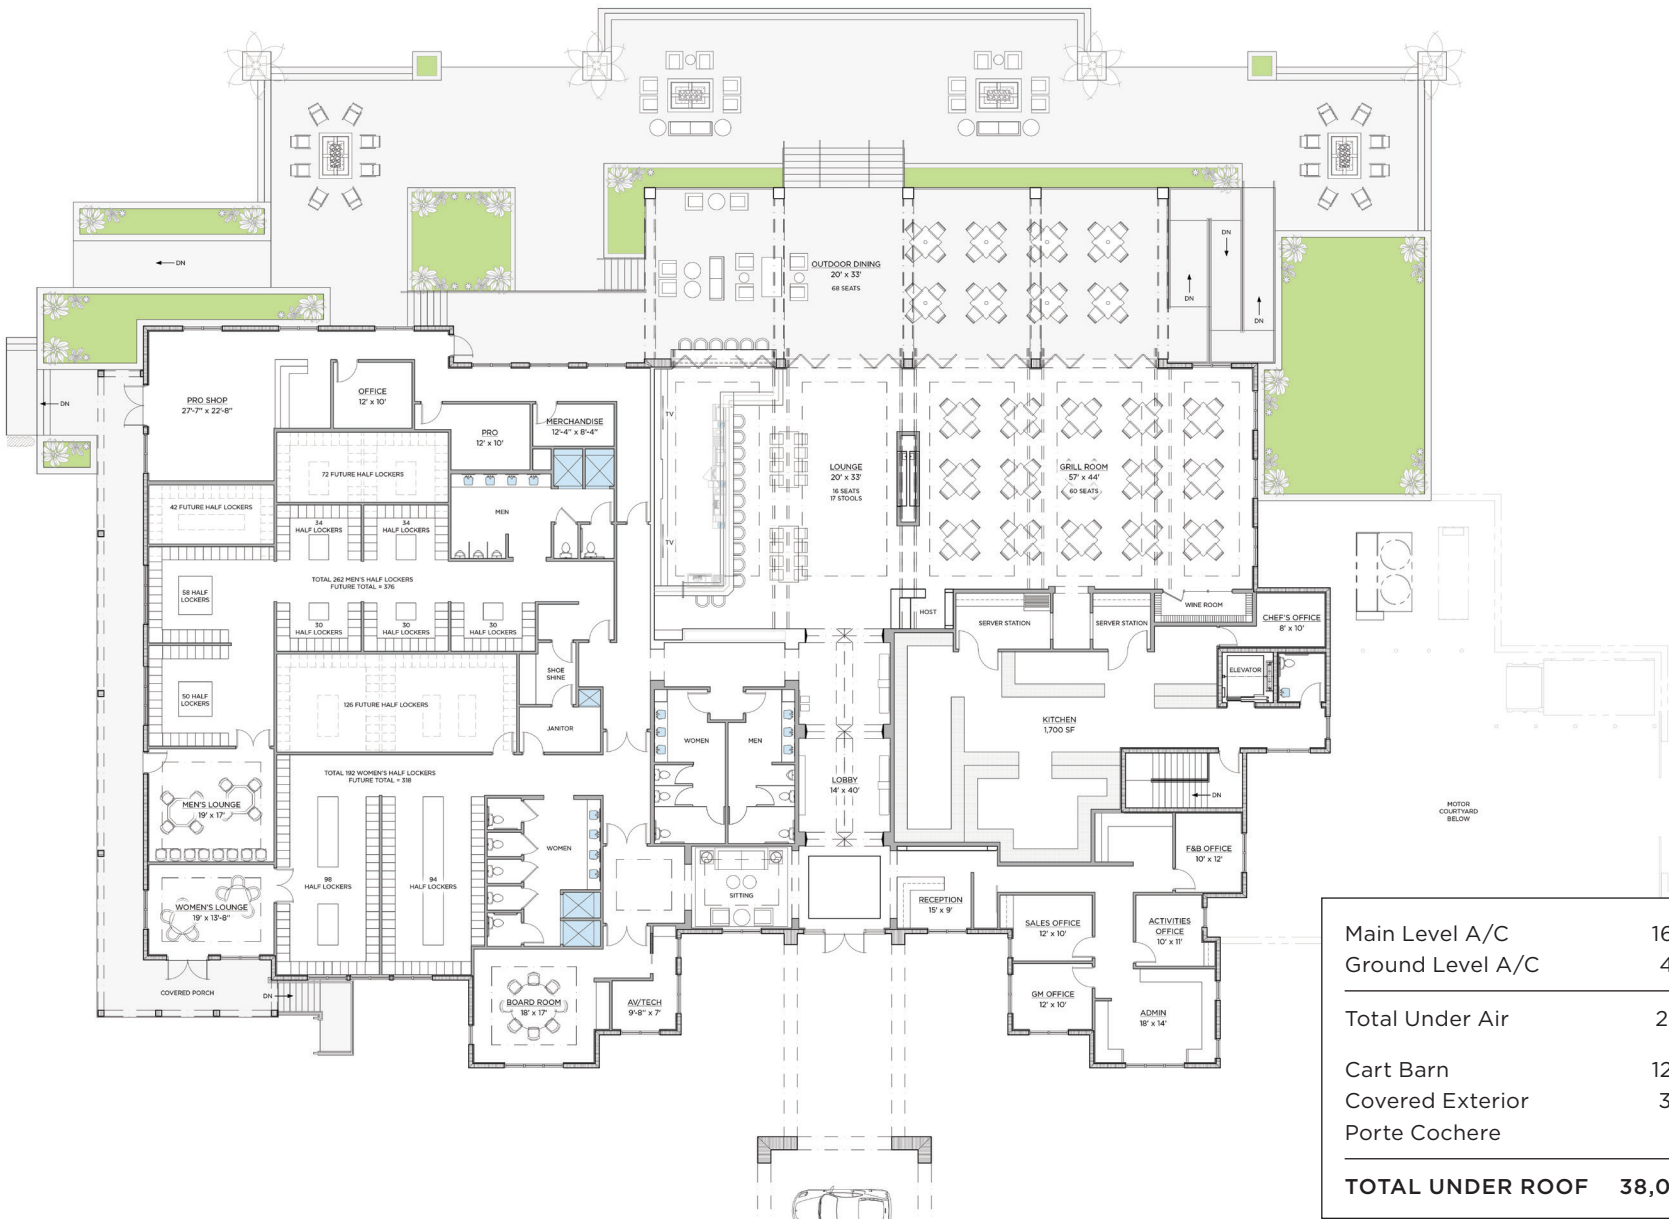 DN
OUTDOOR DINING
20' x 33'
68 SEATS
DN
DN
DN
DN
PRO SHOP
27'-7" x 22'-8"
OFFICE
12' x 10'
PRO
12' x 10'
MERCHANDISE
12'-4" x 8'-4"
TV
TV
LOUNGE
20' x 33'
16 SEATS
17 STOOLS
GRILL ROOM
57' x 44'
60 SEATS
72 FUTURE HALF LOCKERS
42 FUTURE HALF LOCKERS
MEN
34
HALF LOCKERS
34
HALF LOCKERS
TOTAL 262 MEN'S HALF LOCKERS
FUTURE TOTAL = 376
58 HALF
LOCKERS
30
HALF LOCKERS
30
HALF LOCKERS
30
HALF LOCKERS
HOST
SERVER STATION
SERVER STATION
WINE ROOM
CHEF'S OFFICE
8' x 10'
ELEVATOR
SHOE
SHINE
50 HALF
LOCKERS
126 FUTURE HALF LOCKERS
JANITOR
WOMEN
MEN
KITCHEN
1,700 SF
LOBBY
14' x 40'
DN
MOTOR
COURTYARD
BELOW
TOTAL 192 WOMEN'S HALF LOCKERS
FUTURE TOTAL = 318
MEN'S LOUNGE
19' x 17'
WOMEN
F&B OFFICE
10' x 12'
98
HALF LOCKERS
94
HALF LOCKERS
WOMEN'S LOUNGE
19' x 13'-8"
SITTING
RECEPTION
15' x 9'
SALES OFFICE
12' x 10'
ACTIVITIES
OFFICE
10' x 11'
COVERED PORCH
DN
BOARD ROOM
18' x 17'
AV/TECH
9'-8" x 7'
GM OFFICE
12' x 10'
ADMIN
18' x 14'
Main Level A/C 16
Ground Level A/C 4
Total Under Air 2
Cart Barn 12
Covered Exterior 3
Porte Cochere
TOTAL UNDER ROOF 38,0